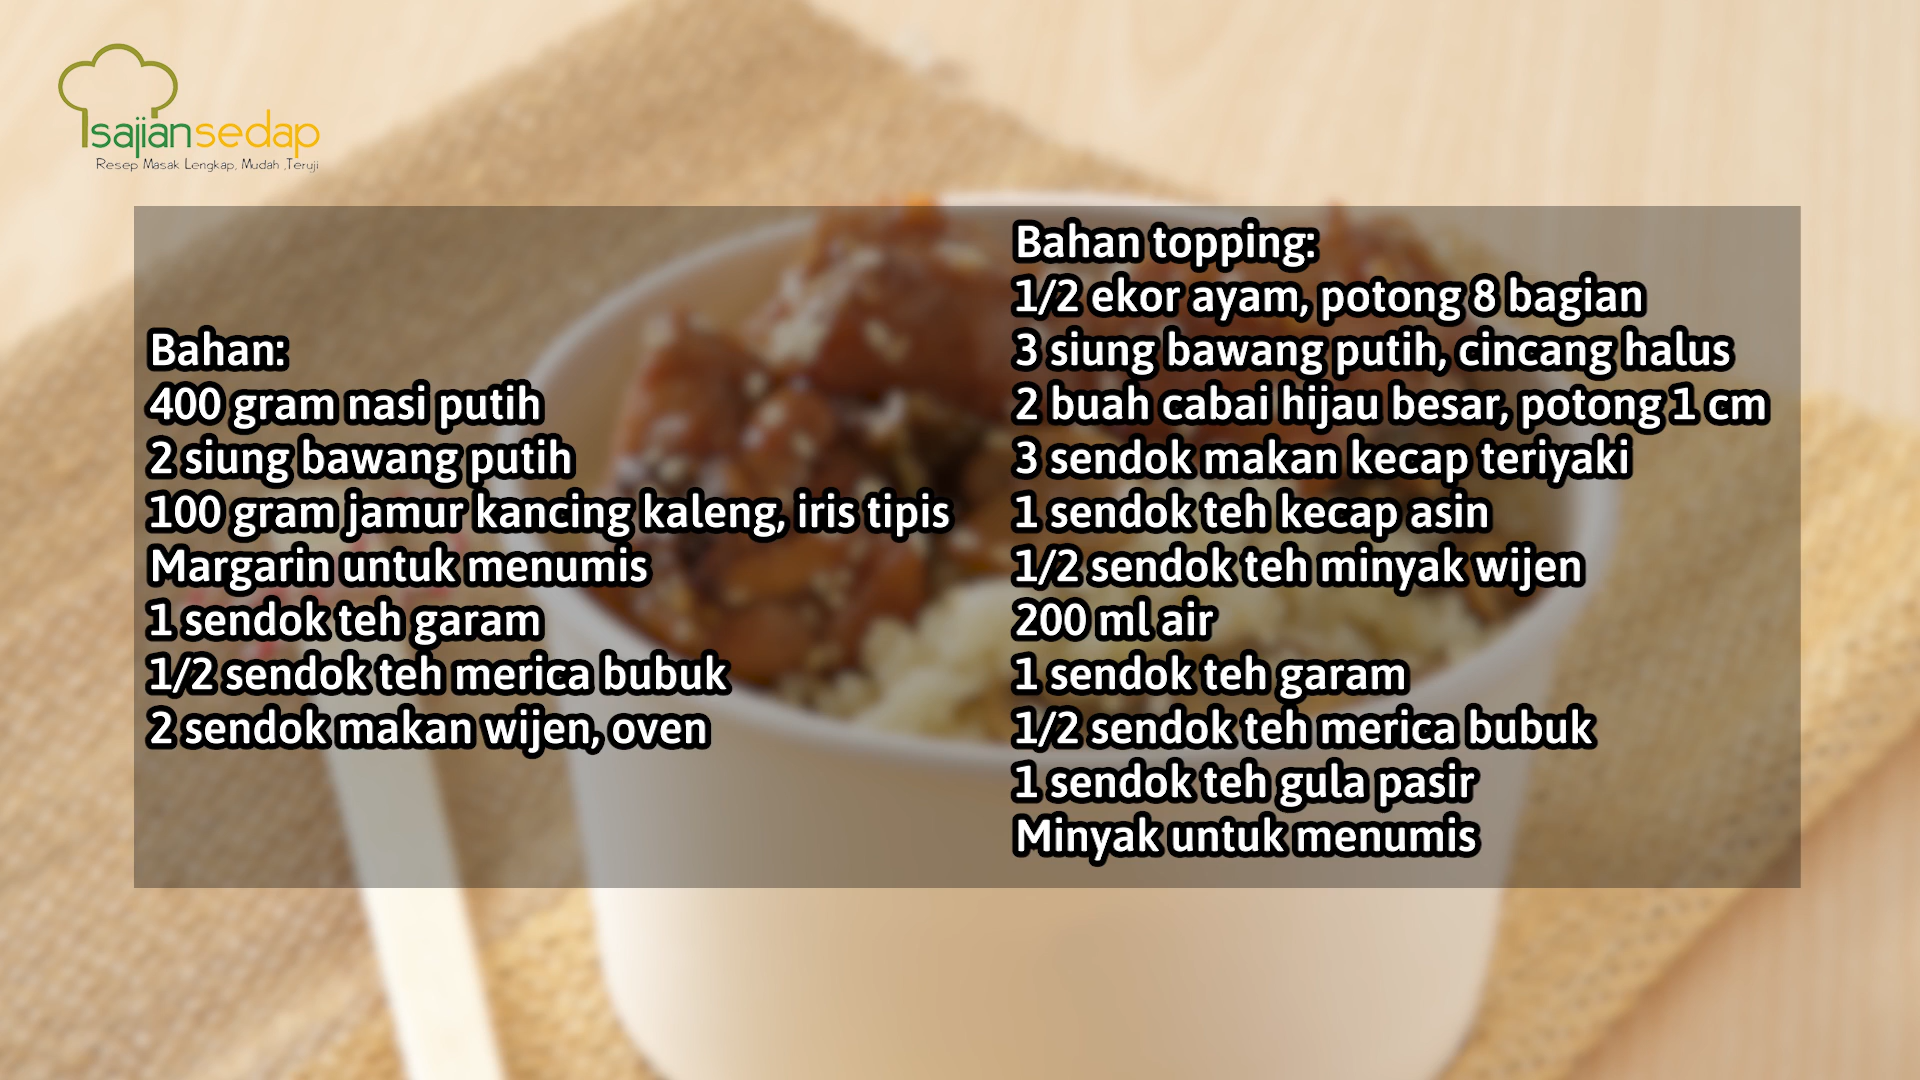 sajiansedap
Resep Masak Lengkap, Mudah ,Teruji
Bahan:
400 gram nasi putih
2 siung bawang putih
100 gram jamur kancing kaleng, iris tipis
Margarin untuk menumis
1 sendok teh garam
1/2 sendok teh merica bubuk
2 sendok makan wijen, oven
Bahan topping:
1/2 ekor ayam, potong 8 bagian
3 siung bawang putih, cincang halus
2 buah cabai hijau besar, potong 1 cm
3 sendok makan kecap teriyaki
1 sendok teh kecap asin
1/2 sendok teh minyak wijen
200 ml air
1 sendok teh garam
1/2 sendok teh merica bubuk
1 sendok teh gula pasir
Minyak untuk menumis